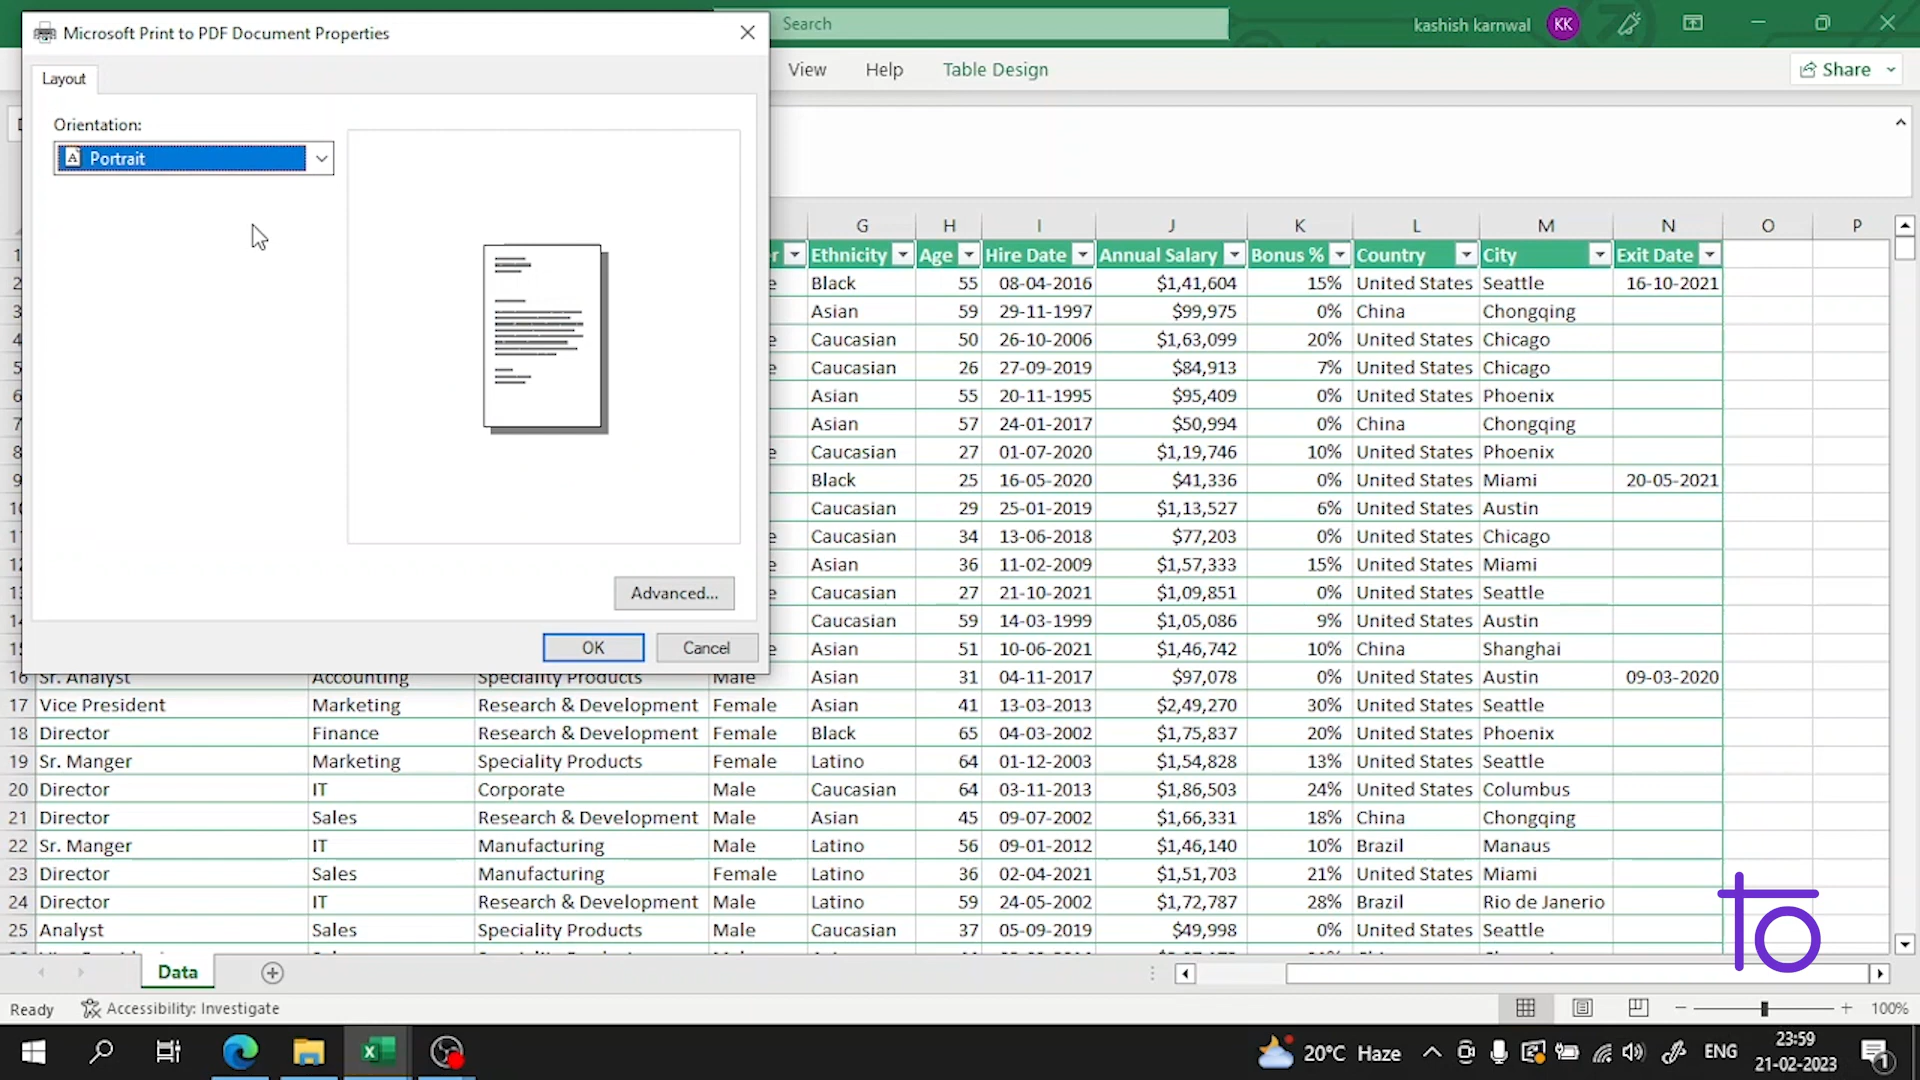 Microsoft Print to PDF Document Properties
Search
kashish karnwal
KK
Layout
View
Help
Table Design
Share
Orientation:
Portrait
Advanced...
OK
Cancel
G H I J K L M N O P
Ethnicity Age Hire Date Annual Salary Bonus % Country City Exit Date
Black 55 08-04-2016 $1,41,604 15% United States Seattle 16-10-2021
Asian 59 29-11-1997 $99,975 0% China Chongqing
Caucasian 50 26-10-2006 $1,63,099 20% United States Chicago
Caucasian 26 27-09-2019 $84,913 7% United States Chicago
Asian 55 20-11-1995 $95,409 0% United States Phoenix
Asian 57 24-01-2017 $50,994 0% China Chongqing
Caucasian 27 01-07-2020 $1,19,746 10% United States Phoenix
Black 25 16-05-2020 $41,336 0% United States Miami 20-05-2021
Caucasian 29 25-01-2019 $1,13,527 6% United States Austin
Caucasian 34 13-06-2018 $77,203 0% United States Chicago
Asian 36 11-02-2009 $1,57,333 15% United States Miami
Caucasian 27 21-10-2021 $1,09,851 0% United States Seattle
Caucasian 59 14-03-1999 $1,05,086 9% United States Austin
Asian 51 10-06-2021 $1,46,742 10% China Shanghai
16 Sr. Analyst Accounting Speciality Products Male Asian 31 04-11-2017 $97,078 0% United States Austin 09-03-2020
17 Vice President Marketing Research & Development Female Asian 41 13-03-2013 $2,49,270 30% United States Seattle
18 Director Finance Research & Development Female Black 65 04-03-2002 $1,75,837 20% United States Phoenix
19 Sr. Manger Marketing Speciality Products Female Latino 64 01-12-2003 $1,54,828 13% United States Seattle
20 Director IT Corporate Male Caucasian 64 03-11-2013 $1,86,503 24% United States Columbus
21 Director Sales Research & Development Male Asian 45 09-07-2002 $1,66,331 18% China Chongqing
22 Sr. Manger IT Manufacturing Male Latino 56 09-01-2012 $1,46,140 10% Brazil Manaus
23 Director Sales Manufacturing Female Latino 36 02-04-2021 $1,51,703 21% United States Miami
24 Director IT Research & Development Male Latino 59 24-05-2002 $1,72,787 28% Brazil Rio de Janerio
25 Analyst Sales Speciality Products Male Caucasian 37 05-09-2019 $49,998 0% United States Seattle
to
Data
Ready
Accessibility: Investigate
100%
20°C Haze
ENG
23:59
21-02-2023
1